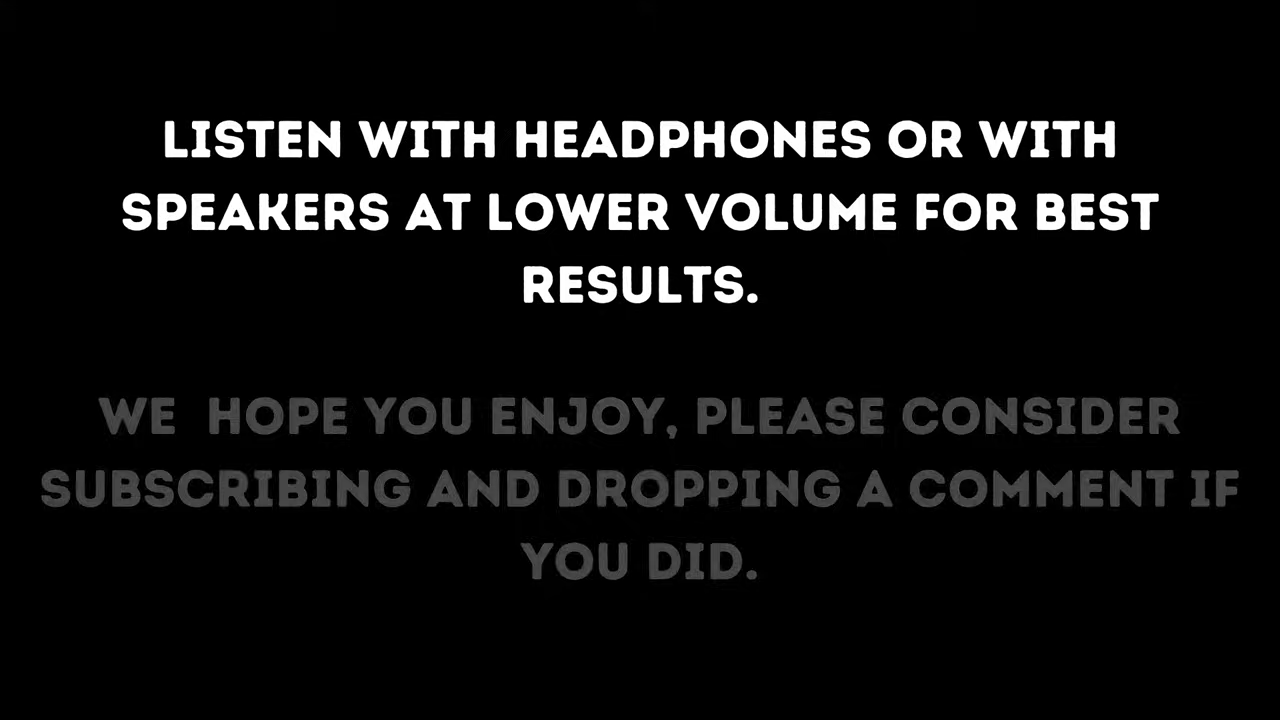 LISTEN WITH HEADPHONES OR WITH
SPEAKERS AT LOWER VOLUME FOR BEST
RESULTS.
WE  HOPE YOU ENJOY, PLEASE CONSIDER
SUBSCRIBING AND DROPPING A COMMENT IF
YOU DID.